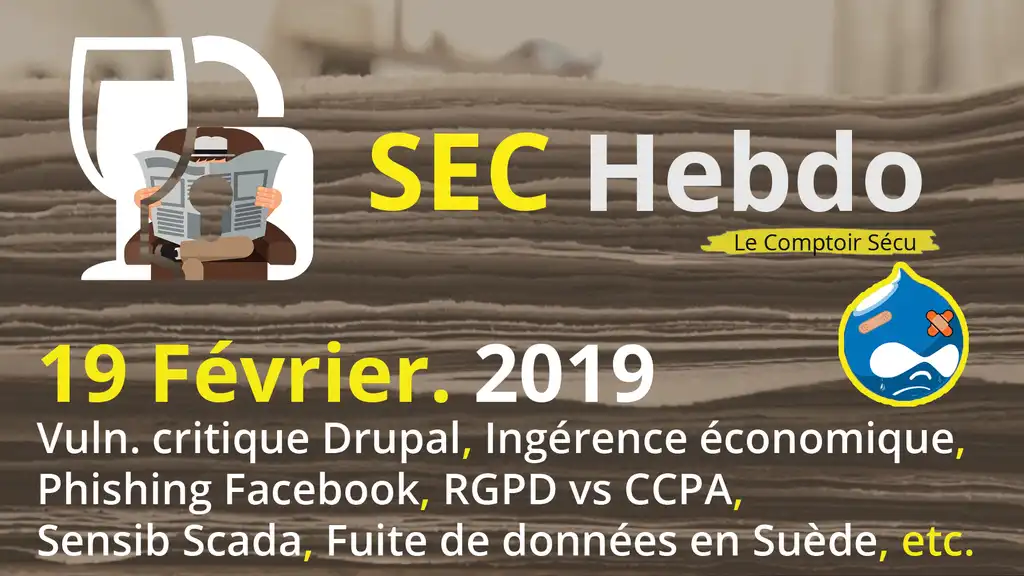 SEC Hebdo
Le Comptoir Sécu
19 Février. 2019
Vuln. critique Drupal, Ingérence économique,
Phishing Facebook, RGPD vs CCPA,
Sensib Scada, Fuite de données en Suède, etc.